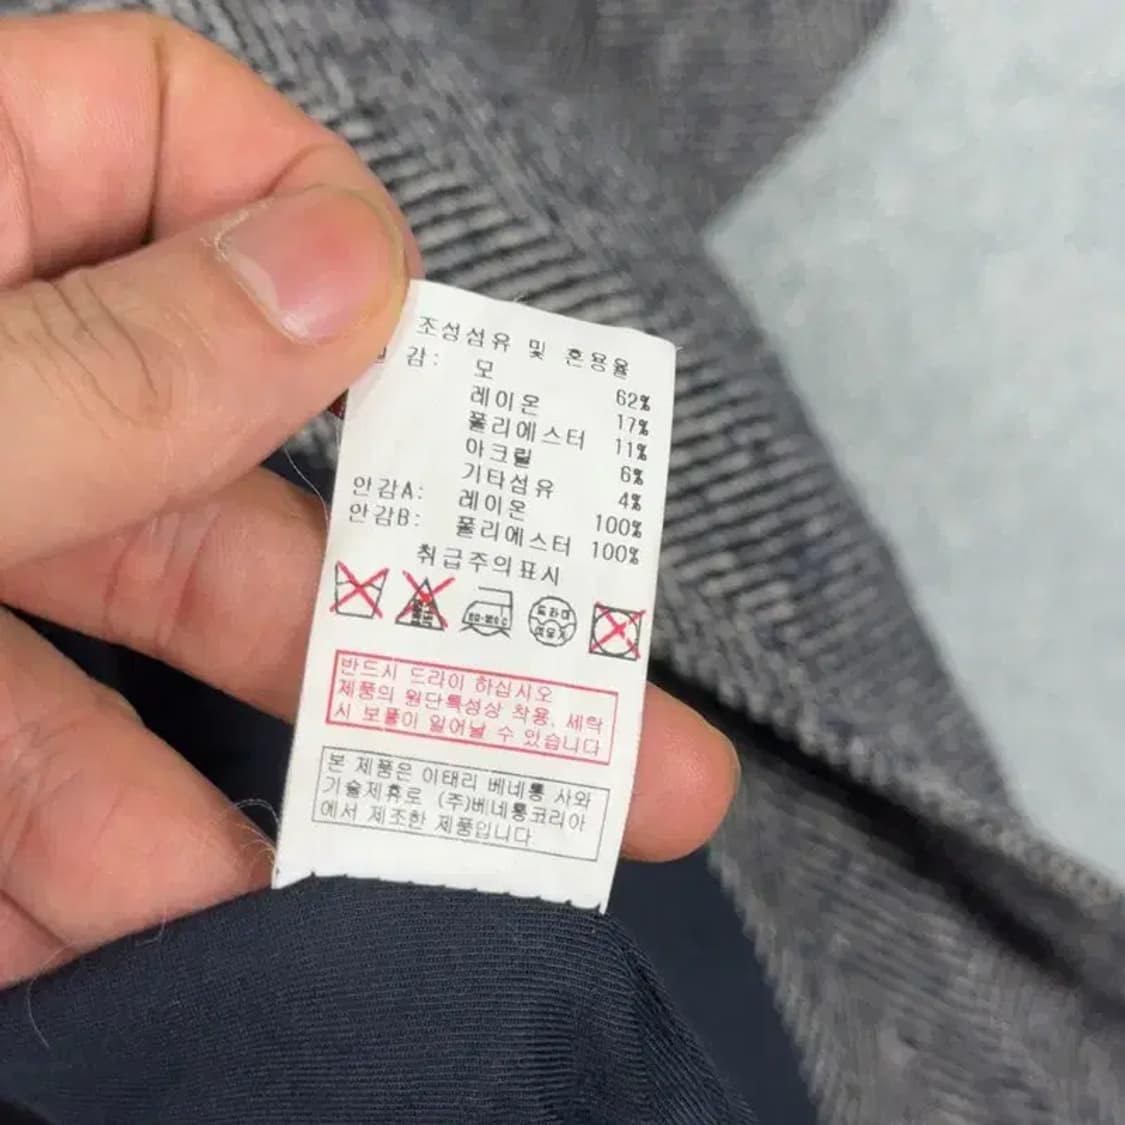 조성섬유 및 혼용율
감: 모 62%
레이온 17%
폴리에스터 11%
아크릴 6%
기타섬유 4%
안감A: 레이온 100%
안감B: 폴리에스터 100%
취급주의표시
드라이
반드시 드라이 하십시오
제품의 원단특성상 착용, 세탁
시 보풀이 일어날 수 있습니다
본 제품은 이태리 베네통 사와
기술제휴로 (주)베네통코리아
에서 제조한 제품입니다.